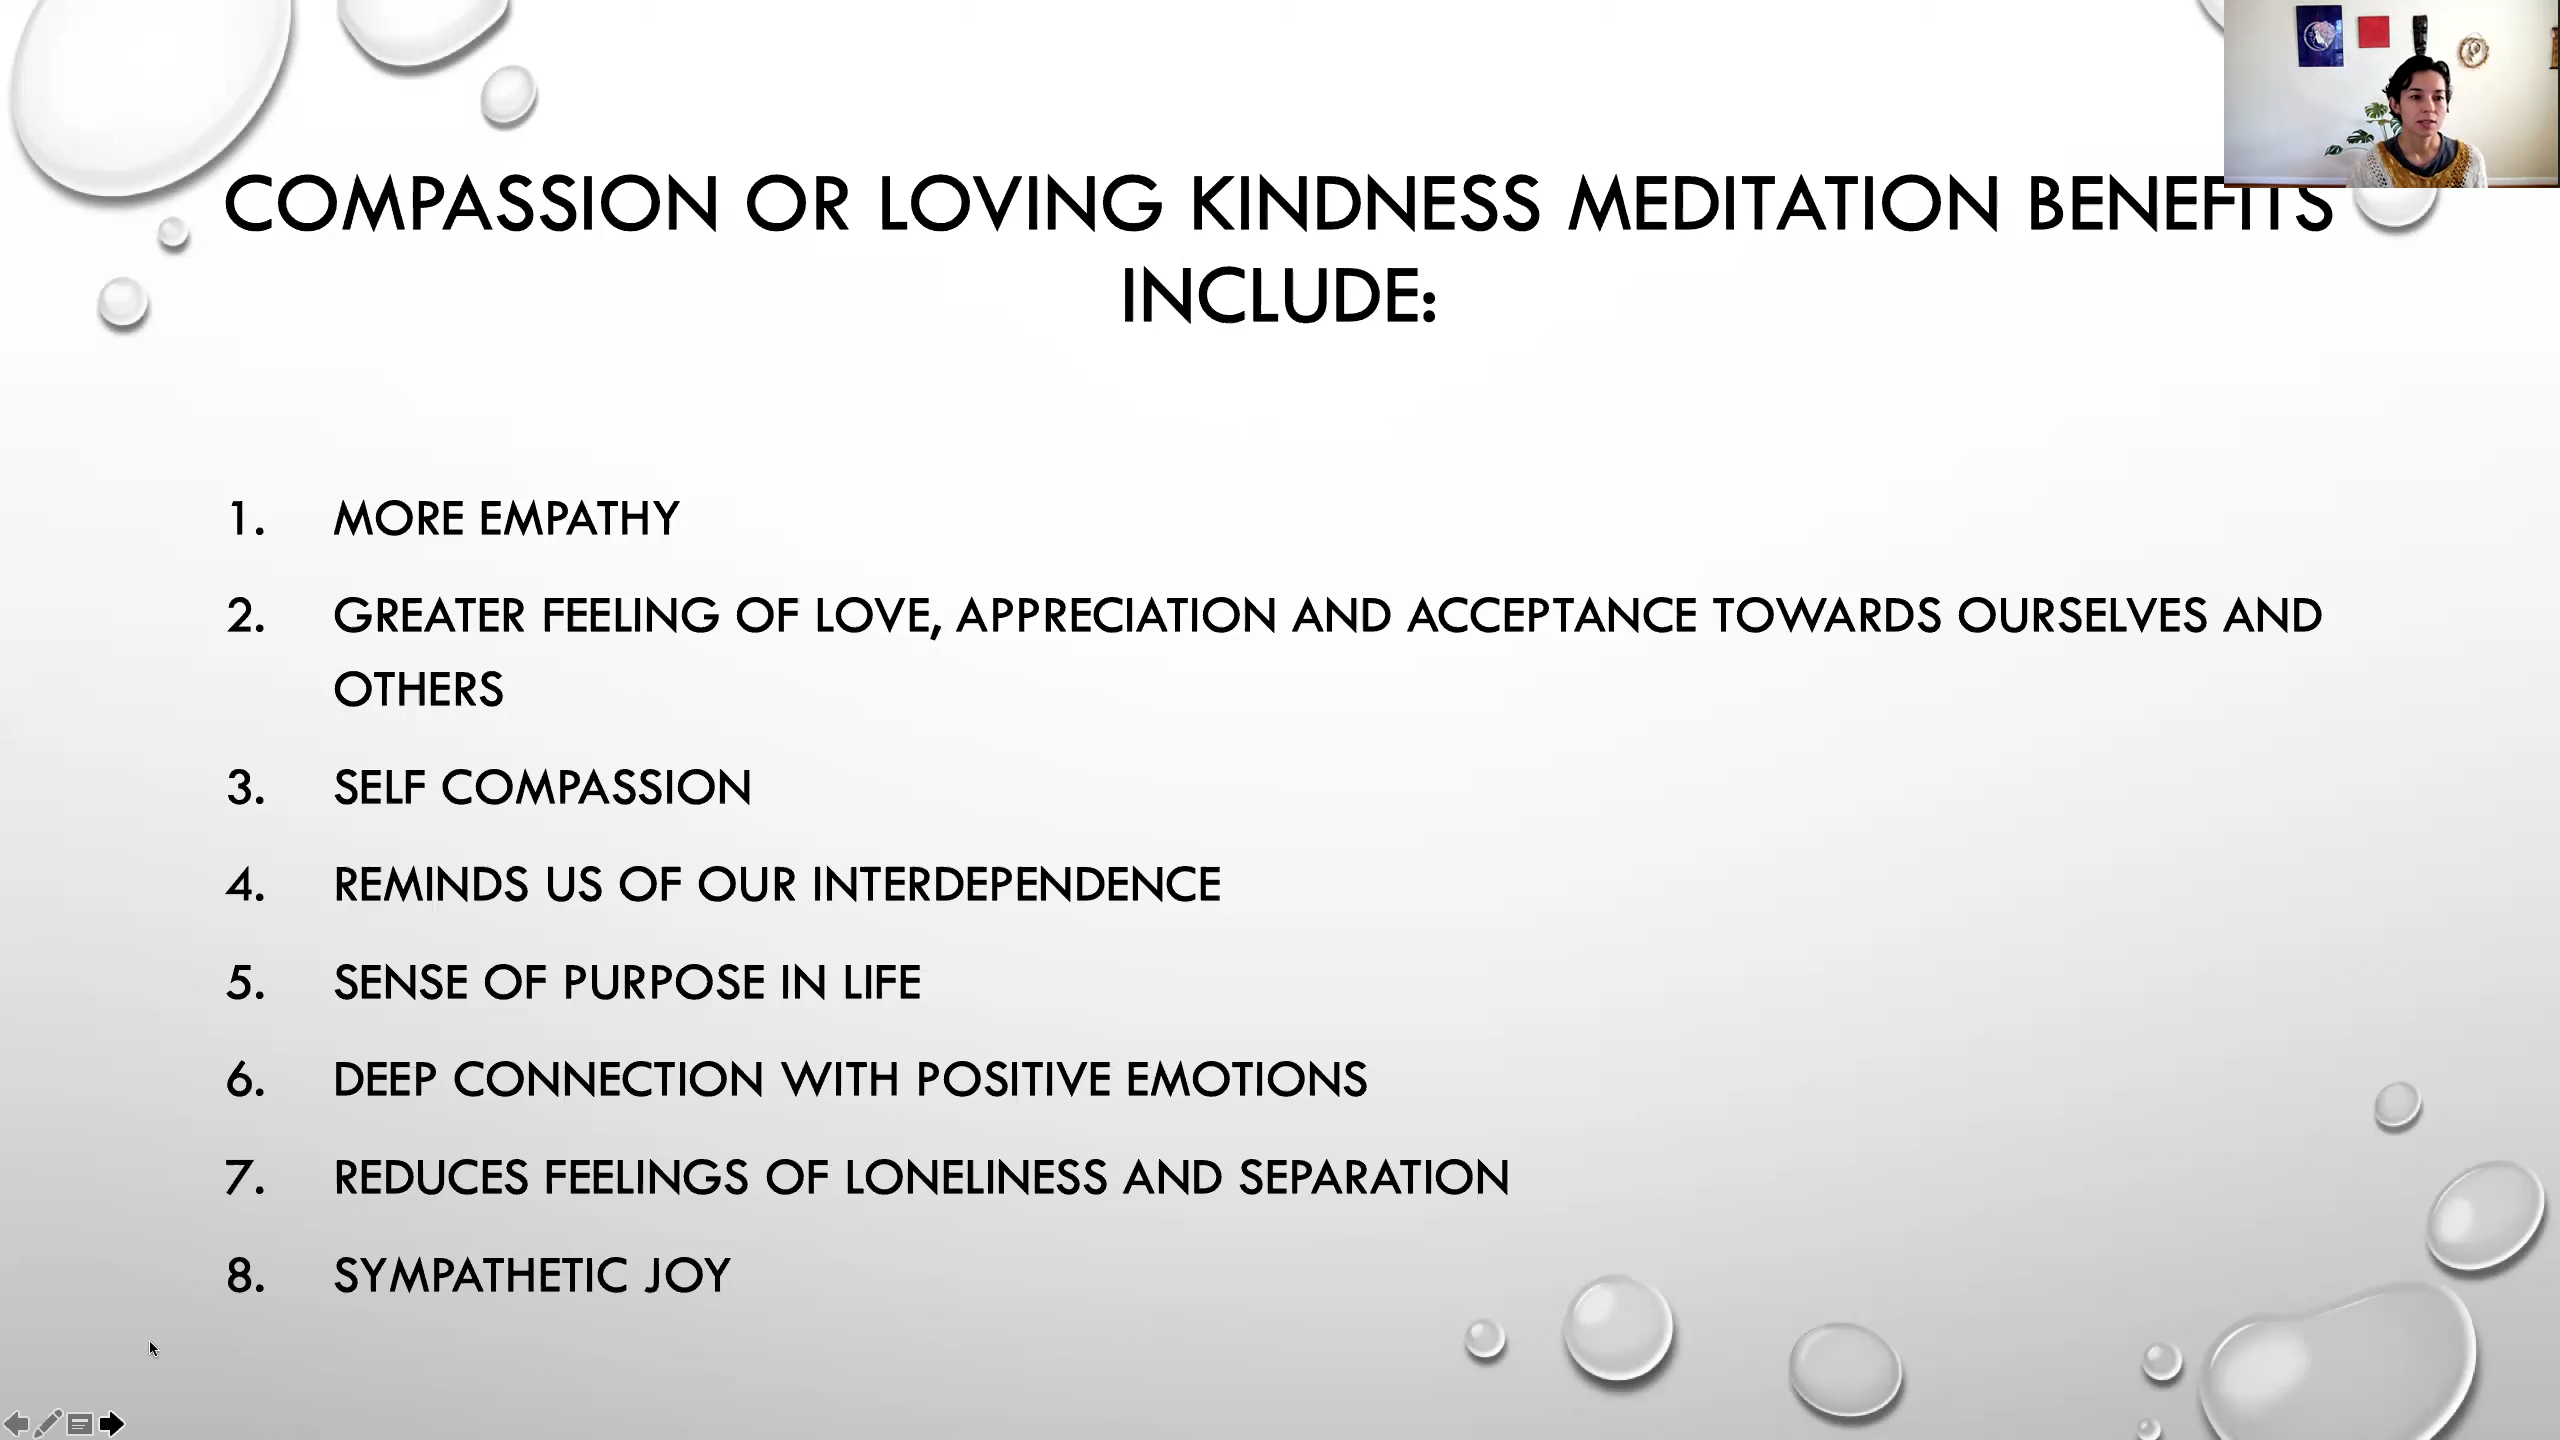 COMPASSION OR LOVING KINDNESS MEDITATION BENEFITS
INCLUDE:
1. MORE EMPATHY
2. GREATER FEELING OF LOVE, APPRECIATION AND ACCEPTANCE TOWARDS OURSELVES AND
OTHERS
3. SELF COMPASSION
4. REMINDS US OF OUR INTERDEPENDENCE
5. SENSE OF PURPOSE IN LIFE
6. DEEP CONNECTION WITH POSITIVE EMOTIONS
7. REDUCES FEELINGS OF LONELINESS AND SEPARATION
8. SYMPATHETIC JOY